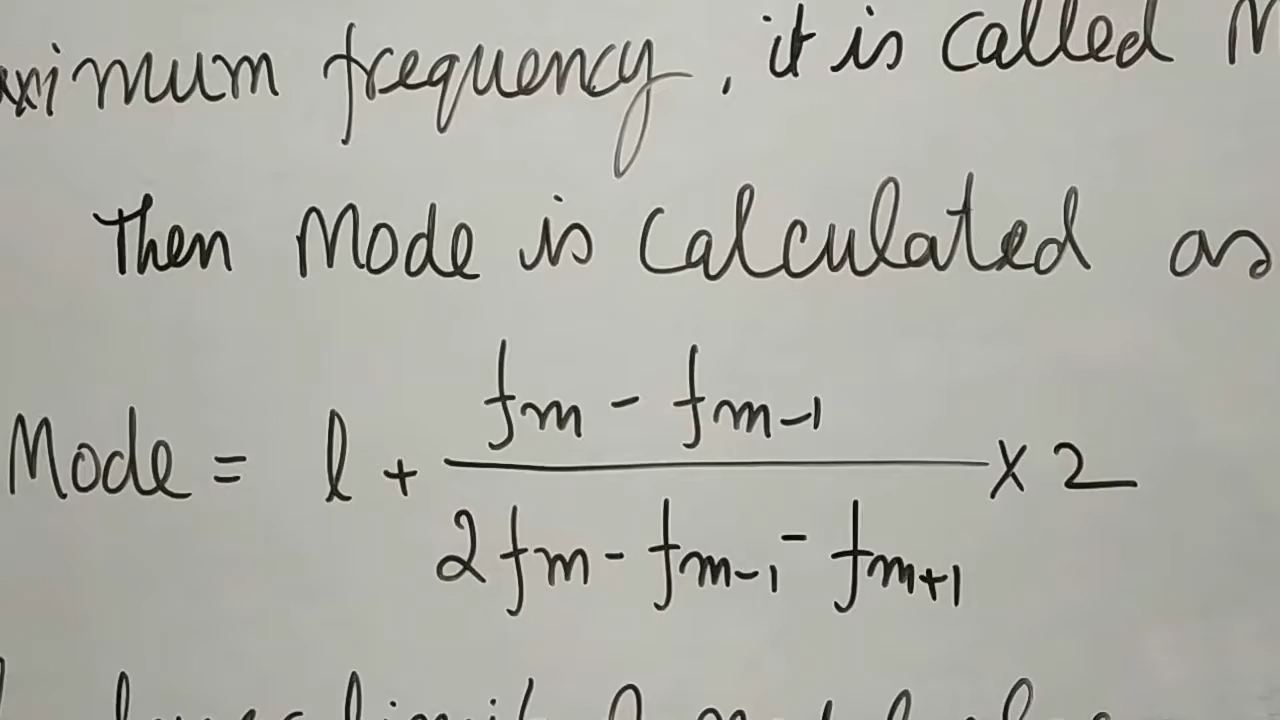 ximum frequency, it is called M
Then Mode is Calculated as
Mode = l + \frac{fm - fm-1}{2fm - fm-1 - fm+1} × 2